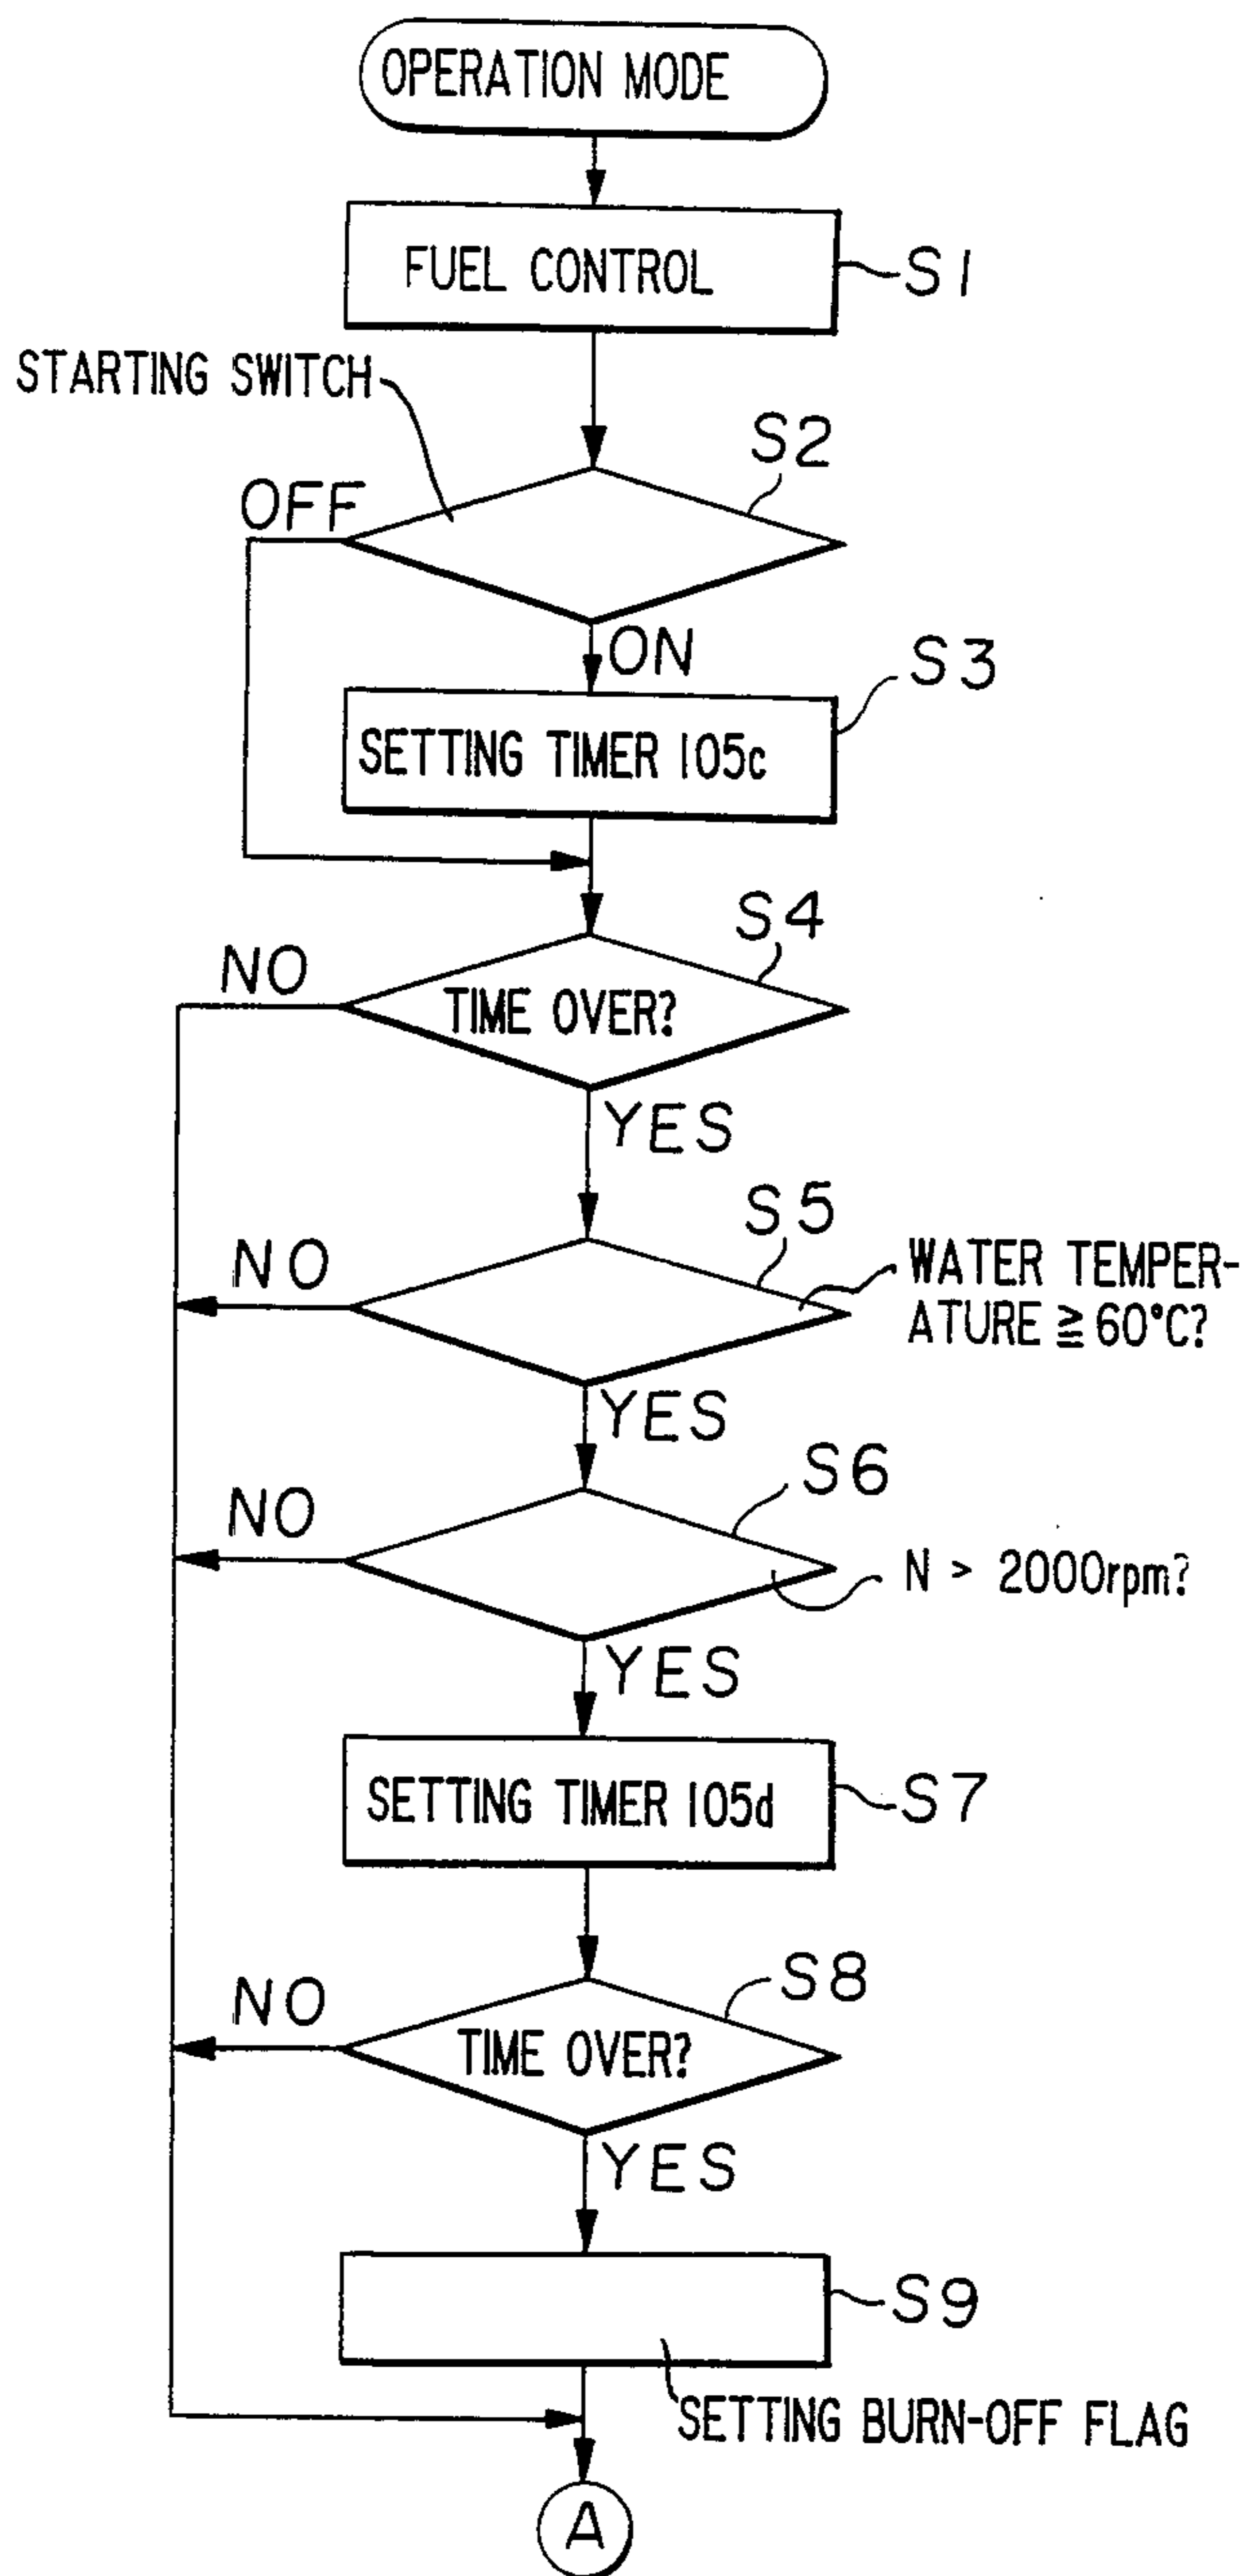 OPERATION MODE
FUEL CONTROL
S1
STARTING SWITCH
S2
OFF
ON
S3
SETTING TIMER 105c
S4
NO
TIME OVER?
YES
S5
NO
WATER TEMPER-
ATURE ≧ 60°C?
YES
S6
NO
N > 2000rpm?
YES
SETTING TIMER 105d
S7
S8
NO
TIME OVER?
YES
S9
SETTING BURN-OFF FLAG
A